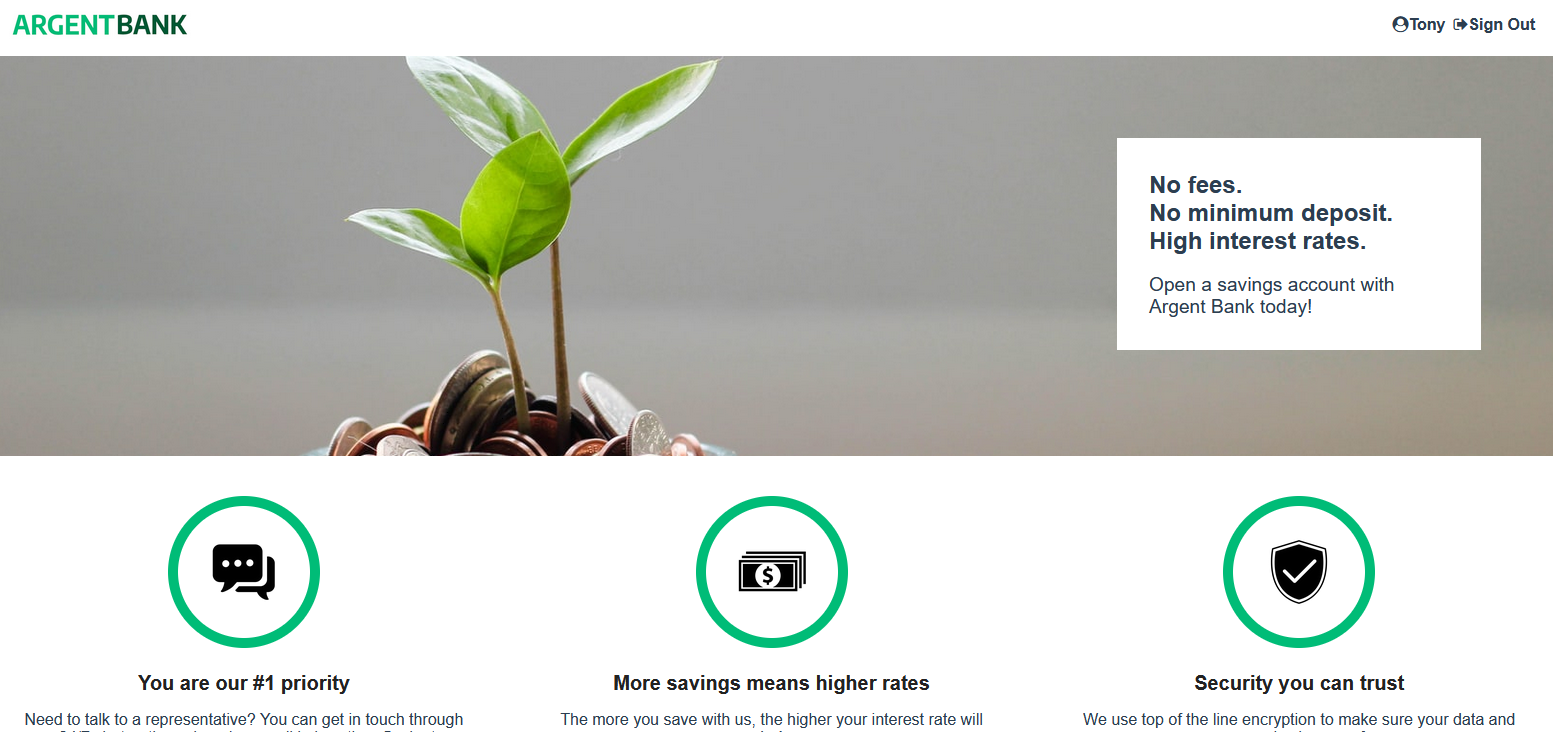 ARGENTBANK
Tony Sign Out
No fees.
No minimum deposit.
High interest rates.
Open a savings account with
Argent Bank today!
You are our #1 priority
More savings means higher rates
Security you can trust
Need to talk to a representative? You can get in touch through
The more you save with us, the higher your interest rate will
We use top of the line encryption to make sure your data and